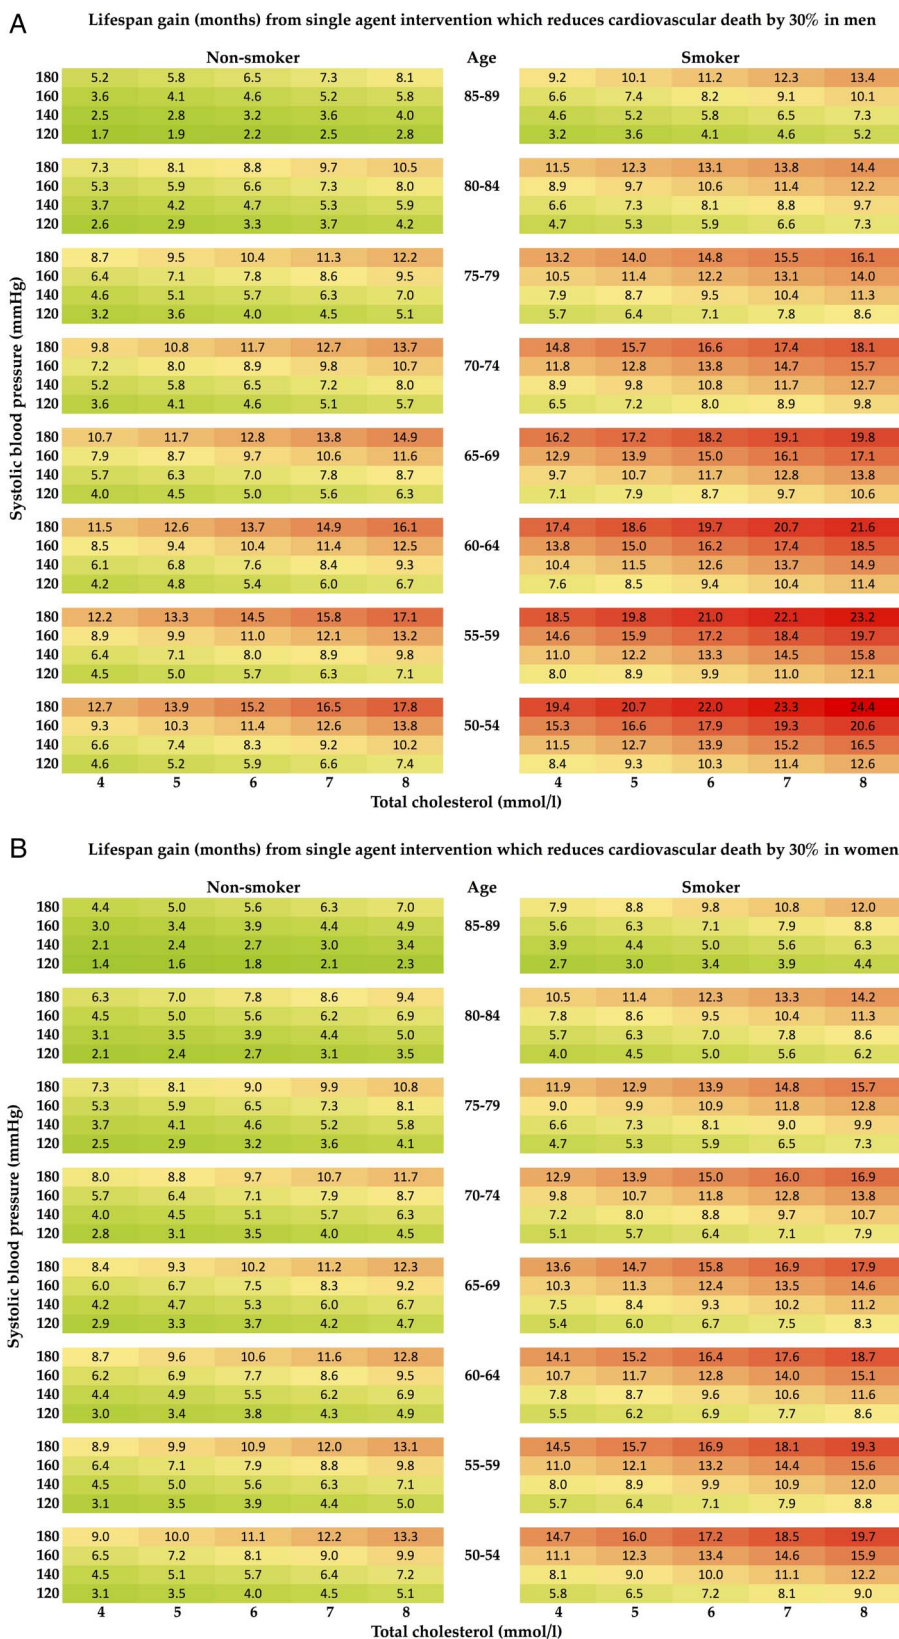 A
Lifespan gain (months) from single agent intervention which reduces cardiovascular death by 30% in men
Non-smoker Age Smoker
180 5.2 5.8 6.5 7.3 8.1 9.2 10.1 11.2 12.3 13.4
160 3.6 4.1 4.6 5.2 5.8 85-89 6.6 7.4 8.2 9.1 10.1
140 2.5 2.8 3.2 3.6 4.0 4.6 5.2 5.8 6.5 7.3
120 1.7 1.9 2.2 2.5 2.8 3.2 3.6 4.1 4.6 5.2
180 7.3 8.1 8.8 9.7 10.5 11.5 12.3 13.1 13.8 14.4
160 5.3 5.9 6.6 7.3 8.0 80-84 8.9 9.7 10.6 11.4 12.2
140 3.7 4.2 4.7 5.3 5.9 6.6 7.3 8.1 8.8 9.7
120 2.6 2.9 3.3 3.7 4.2 4.7 5.3 5.9 6.6 7.3
180 8.7 9.5 10.4 11.3 12.2 13.2 14.0 14.8 15.5 16.1
160 6.4 7.1 7.8 8.6 9.5 75-79 10.5 11.4 12.2 13.1 14.0
140 4.6 5.1 5.7 6.3 7.0 7.9 8.7 9.5 10.4 11.3
120 3.2 3.6 4.0 4.5 5.1 5.7 6.4 7.1 7.8 8.6
180 9.8 10.8 11.7 12.7 13.7 14.8 15.7 16.6 17.4 18.1
160 7.2 8.0 8.9 9.8 10.7 70-74 11.8 12.8 13.8 14.7 15.7
140 5.2 5.8 6.5 7.2 8.0 8.9 9.8 10.8 11.7 12.7
120 3.6 4.1 4.6 5.1 5.7 6.5 7.2 8.0 8.9 9.8
Systolic blood pressure (mmHg)
180 10.7 11.7 12.8 13.8 14.9 16.2 17.2 18.2 19.1 19.8
160 7.9 8.7 9.7 10.6 11.6 65-69 12.9 13.9 15.0 16.1 17.1
140 5.7 6.3 7.0 7.8 8.7 9.7 10.7 11.7 12.8 13.8
120 4.0 4.5 5.0 5.6 6.3 7.1 7.9 8.7 9.7 10.6
180 11.5 12.6 13.7 14.9 16.1 17.4 18.6 19.7 20.7 21.6
160 8.5 9.4 10.4 11.4 12.5 60-64 13.8 15.0 16.2 17.4 18.5
140 6.1 6.8 7.6 8.4 9.3 10.4 11.5 12.6 13.7 14.9
120 4.2 4.8 5.4 6.0 6.7 7.6 8.5 9.4 10.4 11.4
180 12.2 13.3 14.5 15.8 17.1 18.5 19.8 21.0 22.1 23.2
160 8.9 9.9 11.0 12.1 13.2 55-59 14.6 15.9 17.2 18.4 19.7
140 6.4 7.1 8.0 8.9 9.8 11.0 12.2 13.3 14.5 15.8
120 4.5 5.0 5.7 6.3 7.1 8.0 8.9 9.9 11.0 12.1
180 12.7 13.9 15.2 16.5 17.8 19.4 20.7 22.0 23.3 24.4
160 9.3 10.3 11.4 12.6 13.8 50-54 15.3 16.6 17.9 19.3 20.6
140 6.6 7.4 8.3 9.2 10.2 11.5 12.7 13.9 15.2 16.5
120 4.6 5.2 5.9 6.6 7.4 8.4 9.3 10.3 11.4 12.6
4 5 6 7 8 4 5 6 7 8
Total cholesterol (mmol/l)
B
Lifespan gain (months) from single agent intervention which reduces cardiovascular death by 30% in women
Non-smoker Age Smoker
180 4.4 5.0 5.6 6.3 7.0 7.9 8.8 9.8 10.8 12.0
160 3.0 3.4 3.9 4.4 4.9 85-89 5.6 6.3 7.1 7.9 8.8
140 2.1 2.4 2.7 3.0 3.4 3.9 4.4 5.0 5.6 6.3
120 1.4 1.6 1.8 2.1 2.3 2.7 3.0 3.4 3.9 4.4
180 6.3 7.0 7.8 8.6 9.4 10.5 11.4 12.3 13.3 14.2
160 4.5 5.0 5.6 6.2 6.9 80-84 7.8 8.6 9.5 10.4 11.3
140 3.1 3.5 3.9 4.4 5.0 5.7 6.3 7.0 7.8 8.6
120 2.1 2.4 2.7 3.1 3.5 4.0 4.5 5.0 5.6 6.2
180 7.3 8.1 9.0 9.9 10.8 11.9 12.9 13.9 14.8 15.7
160 5.3 5.9 6.5 7.3 8.1 75-79 9.0 9.9 10.9 11.8 12.8
140 3.7 4.1 4.6 5.2 5.8 6.6 7.3 8.1 9.0 9.9
120 2.5 2.9 3.2 3.6 4.1 4.7 5.3 5.9 6.5 7.3
180 8.0 8.8 9.7 10.7 11.7 12.9 13.9 15.0 16.0 16.9
160 5.7 6.4 7.1 7.9 8.7 70-74 9.8 10.7 11.8 12.8 13.8
140 4.0 4.5 5.1 5.7 6.3 7.2 8.0 8.8 9.7 10.7
120 2.8 3.1 3.5 4.0 4.5 5.1 5.7 6.4 7.1 7.9
Systolic blood pressure (mmHg)
180 8.4 9.3 10.2 11.2 12.3 13.6 14.7 15.8 16.9 17.9
160 6.0 6.7 7.5 8.3 9.2 65-69 10.3 11.3 12.4 13.5 14.6
140 4.2 4.7 5.3 6.0 6.7 7.5 8.4 9.3 10.2 11.2
120 2.9 3.3 3.7 4.2 4.7 5.4 6.0 6.7 7.5 8.3
180 8.7 9.6 10.6 11.6 12.8 14.1 15.2 16.4 17.6 18.7
160 6.2 6.9 7.7 8.6 9.5 60-64 10.7 11.7 12.8 14.0 15.1
140 4.4 4.9 5.5 6.2 6.9 7.8 8.7 9.6 10.6 11.6
120 3.0 3.4 3.8 4.3 4.9 5.5 6.2 6.9 7.7 8.6
180 8.9 9.9 10.9 12.0 13.1 14.5 15.7 16.9 18.1 19.3
160 6.4 7.1 7.9 8.8 9.8 55-59 11.0 12.1 13.2 14.4 15.6
140 4.5 5.0 5.6 6.3 7.1 8.0 8.9 9.9 10.9 12.0
120 3.1 3.5 3.9 4.4 5.0 5.7 6.4 7.1 7.9 8.8
180 9.0 10.0 11.1 12.2 13.3 14.7 16.0 17.2 18.5 19.7
160 6.5 7.2 8.1 9.0 9.9 50-54 11.1 12.3 13.4 14.6 15.9
140 4.5 5.1 5.7 6.4 7.2 8.1 9.0 10.0 11.1 12.2
120 3.1 3.5 4.0 4.5 5.1 5.8 6.5 7.2 8.1 9.0
4 5 6 7 8 4 5 6 7 8
Total cholesterol (mmol/l)